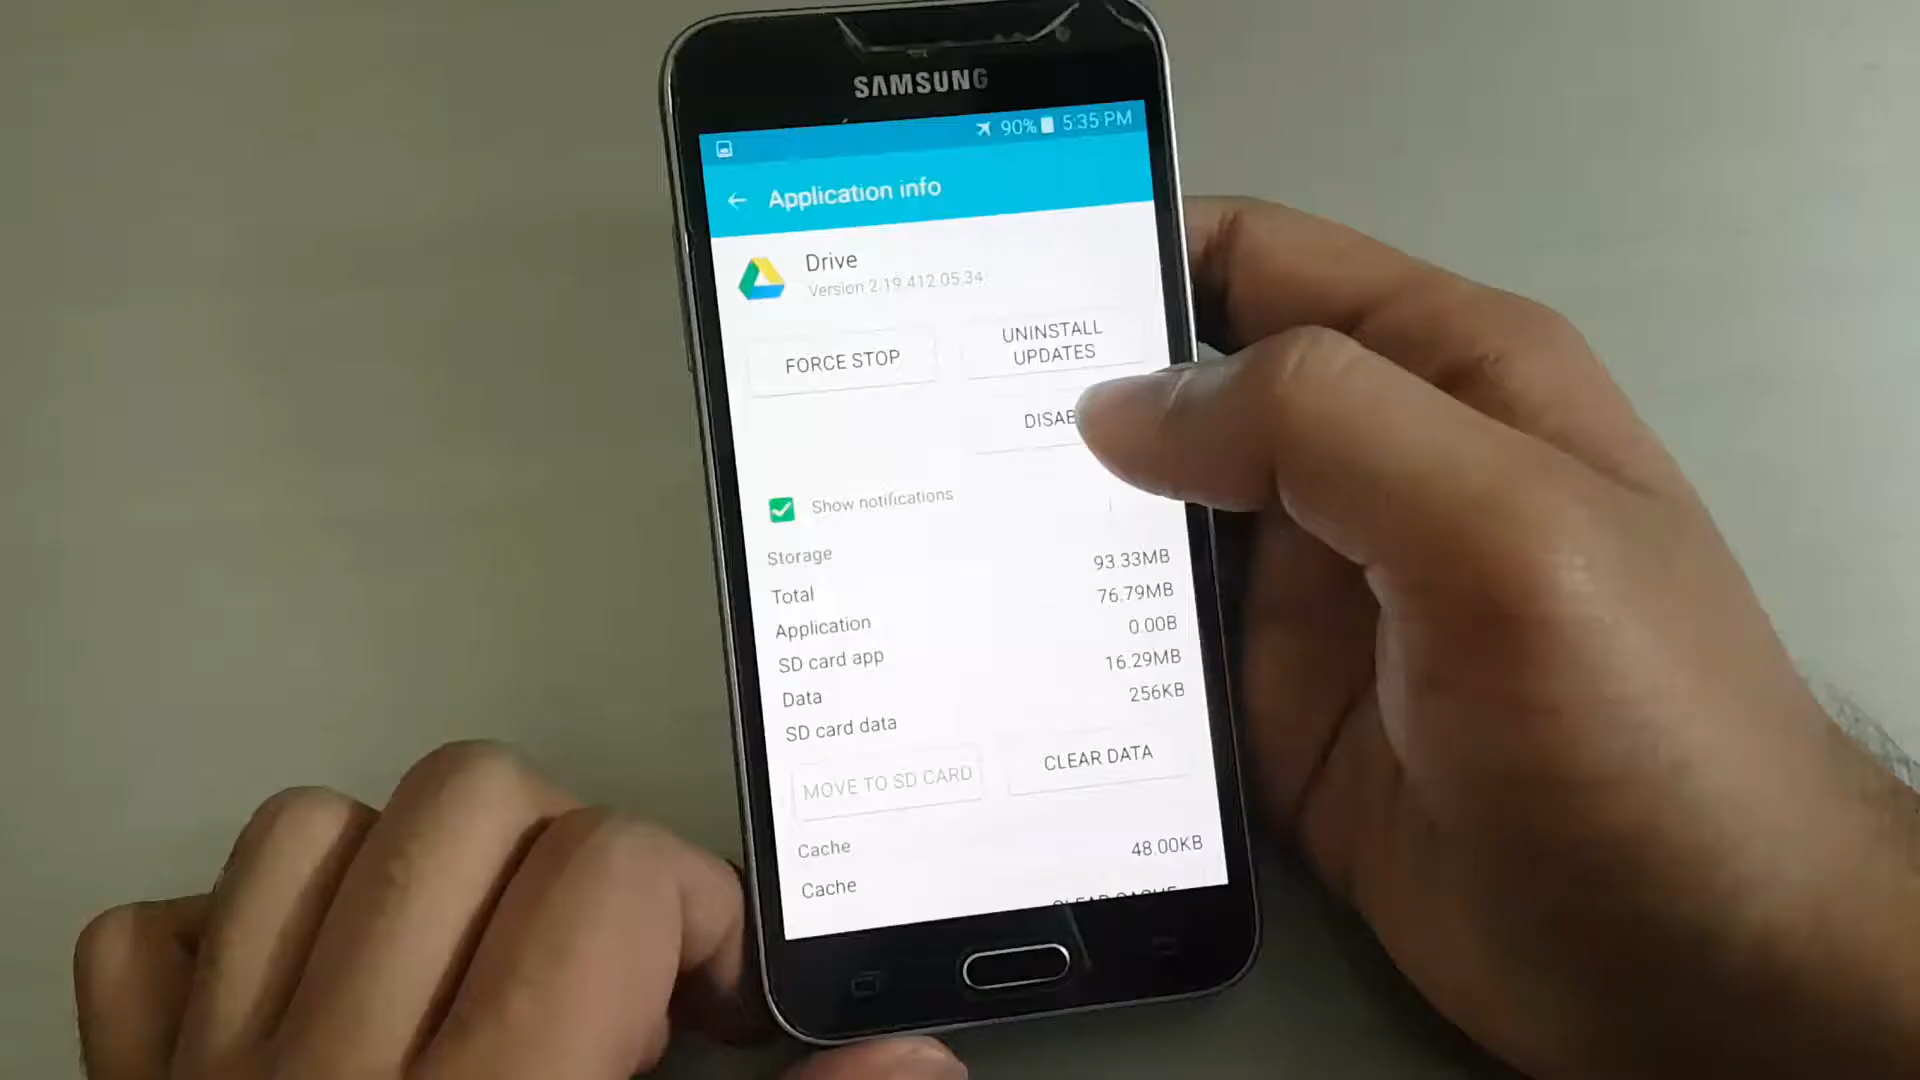 SAMSUNG
90% 5:35 PM
Application info
Drive
Version 2.19.412.05.34
FORCE STOP
UNINSTALL
UPDATES
DISAB
Show notifications
Storage
Total 93.33MB
Application 76.79MB
SD card app 0.00B
Data 16.29MB
SD card data 256KB
MOVE TO SD CARD
CLEAR DATA
Cache
Cache 48.00KB
CLEAR CACHE